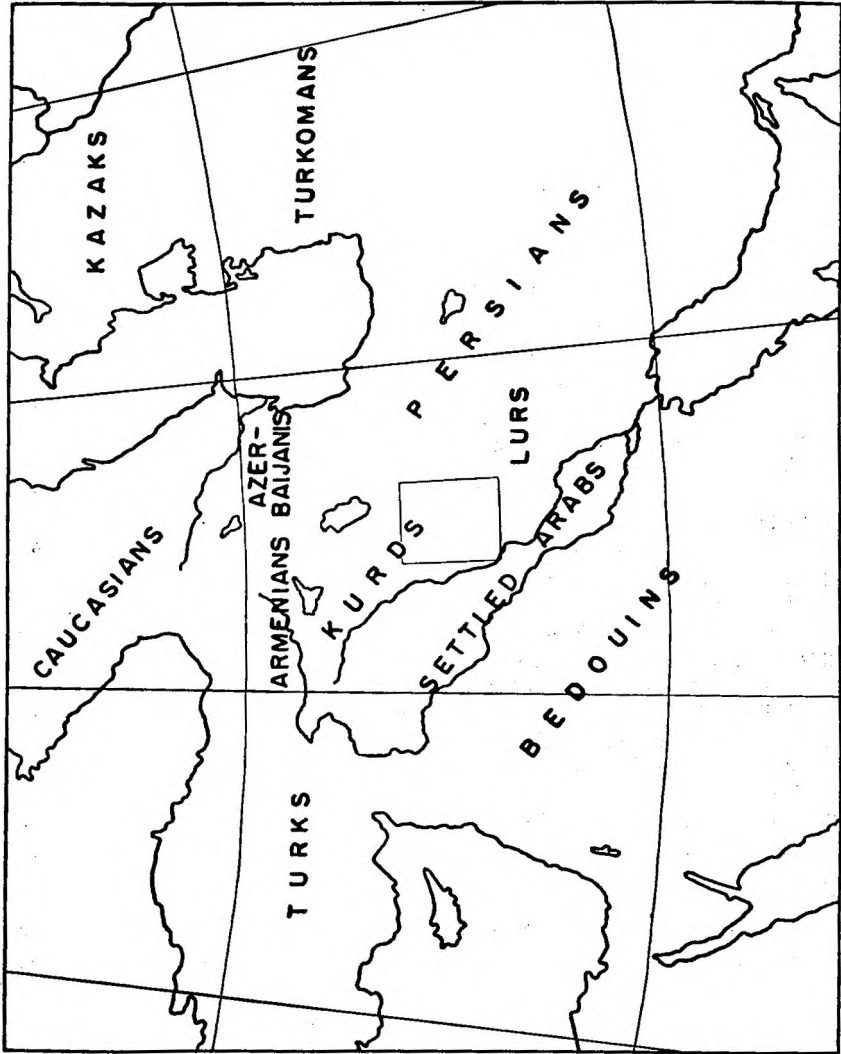 KAZAKS
TURKOMANS
CAUCASIANS
AZER-
BAIJANIS
ARMENIANS
PERSIANS
KURDS
LURS
TURKS
SETTLED ARABS
BEDOUINS